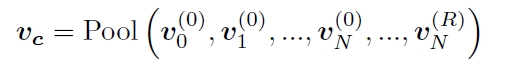 v_c = Pool ( v_0^{(0)}, v_1^{(0)}, ..., v_N^{(0)}, ..., v_N^{(R)} )